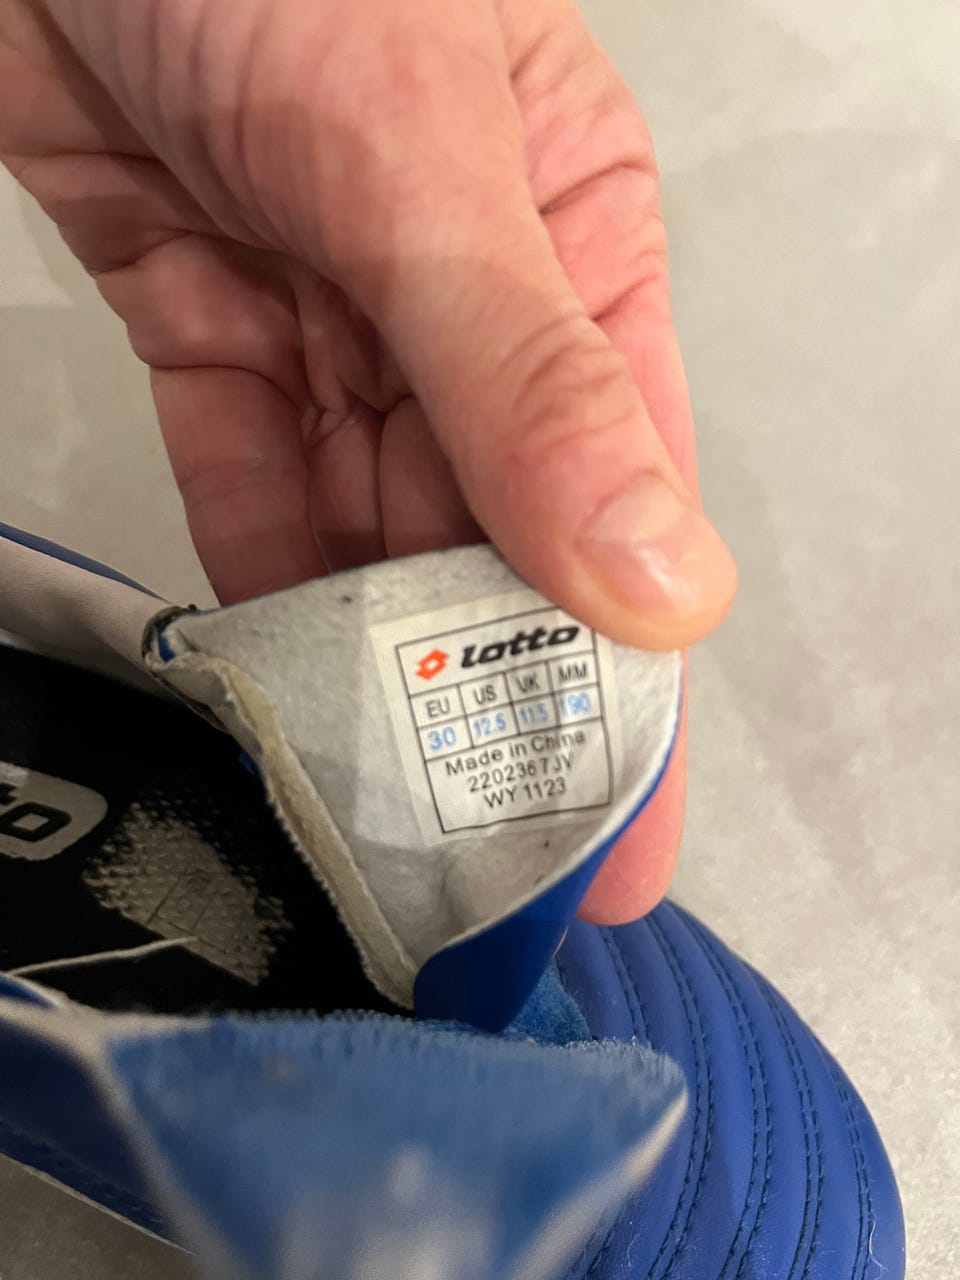 lotto
EU US UK MM
30 12.5 11.5 190
Made in China
2202367JV
WY 1123